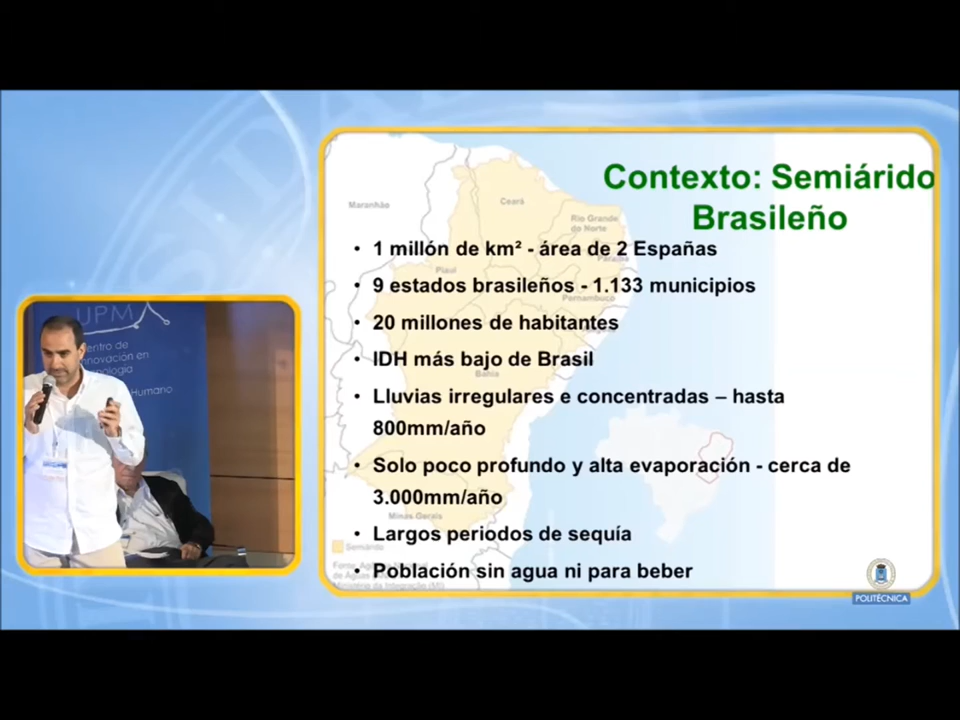 Contexto: Semiárido
Brasileño
• 1 millón de km² - área de 2 Españas
• 9 estados brasileños - 1.133 municipios
• 20 millones de habitantes
• IDH más bajo de Brasil
• Lluvias irregulares e concentradas – hasta
800mm/año
• Solo poco profundo y alta evaporación - cerca de
3.000mm/año
• Largos periodos de sequía
• Población sin agua ni para beber
Maranhão
Ceará
Rio Grande
do Norte
Piauí
Pernambuco
Bahia
Minas Gerais
Semiárido
UPM
entro de
nnovación en
Humano
POLITÉCNICA